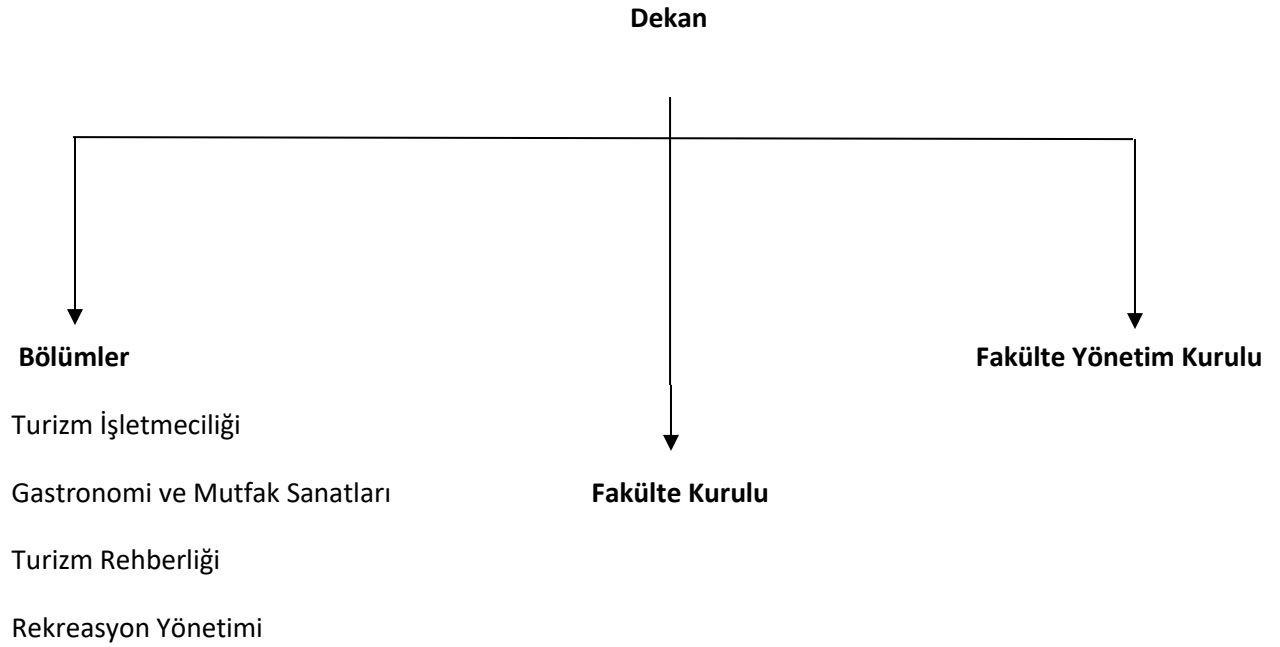 Dekan
Bölümler
Fakülte Yönetim Kurulu
Turizm İşletmeciliği
Gastronomi ve Mutfak Sanatları
Fakülte Kurulu
Turizm Rehberliği
Rekreasyon Yönetimi